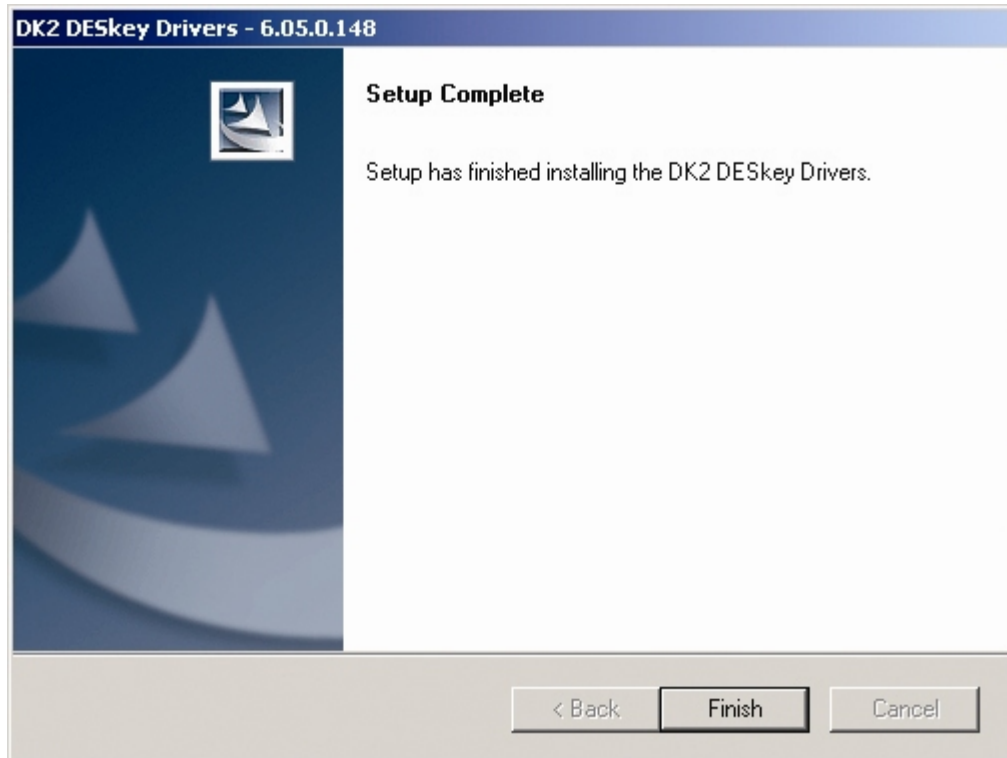 DK2 DESkey Drivers - 6.05.0.148
Setup Complete
Setup has finished installing the DK2 DESkey Drivers.
< Back
Finish
Cancel